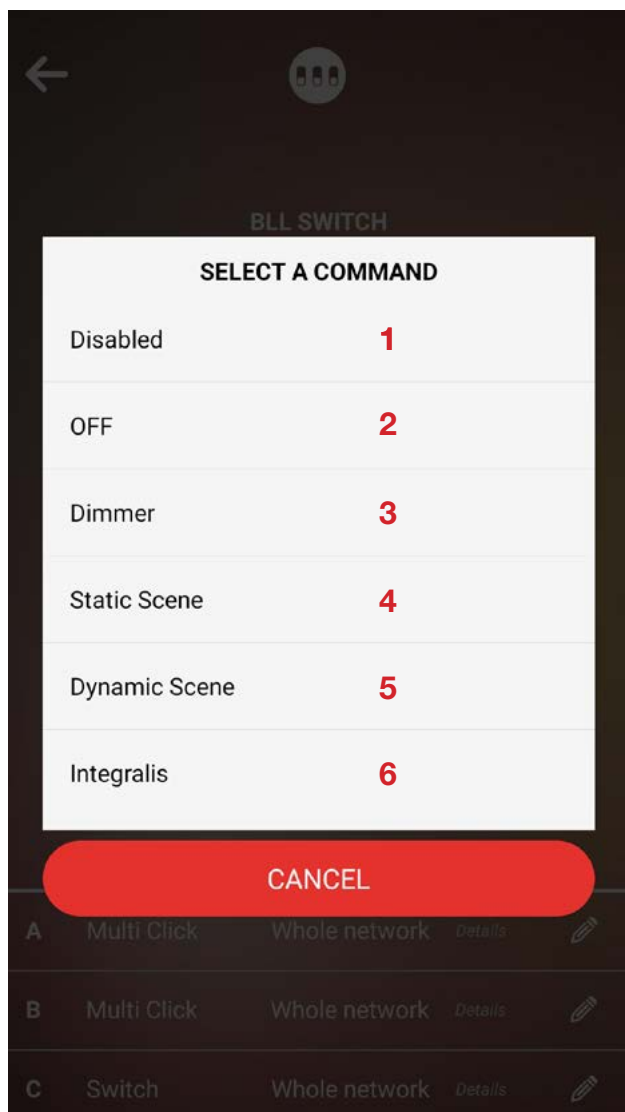 BLL SWITCH
SELECT A COMMAND
Disabled 1
OFF 2
Dimmer 3
Static Scene 4
Dynamic Scene 5
Integralis 6
CANCEL
A Multi Click Whole network Details
B Multi Click Whole network Details
C Switch Whole network Details